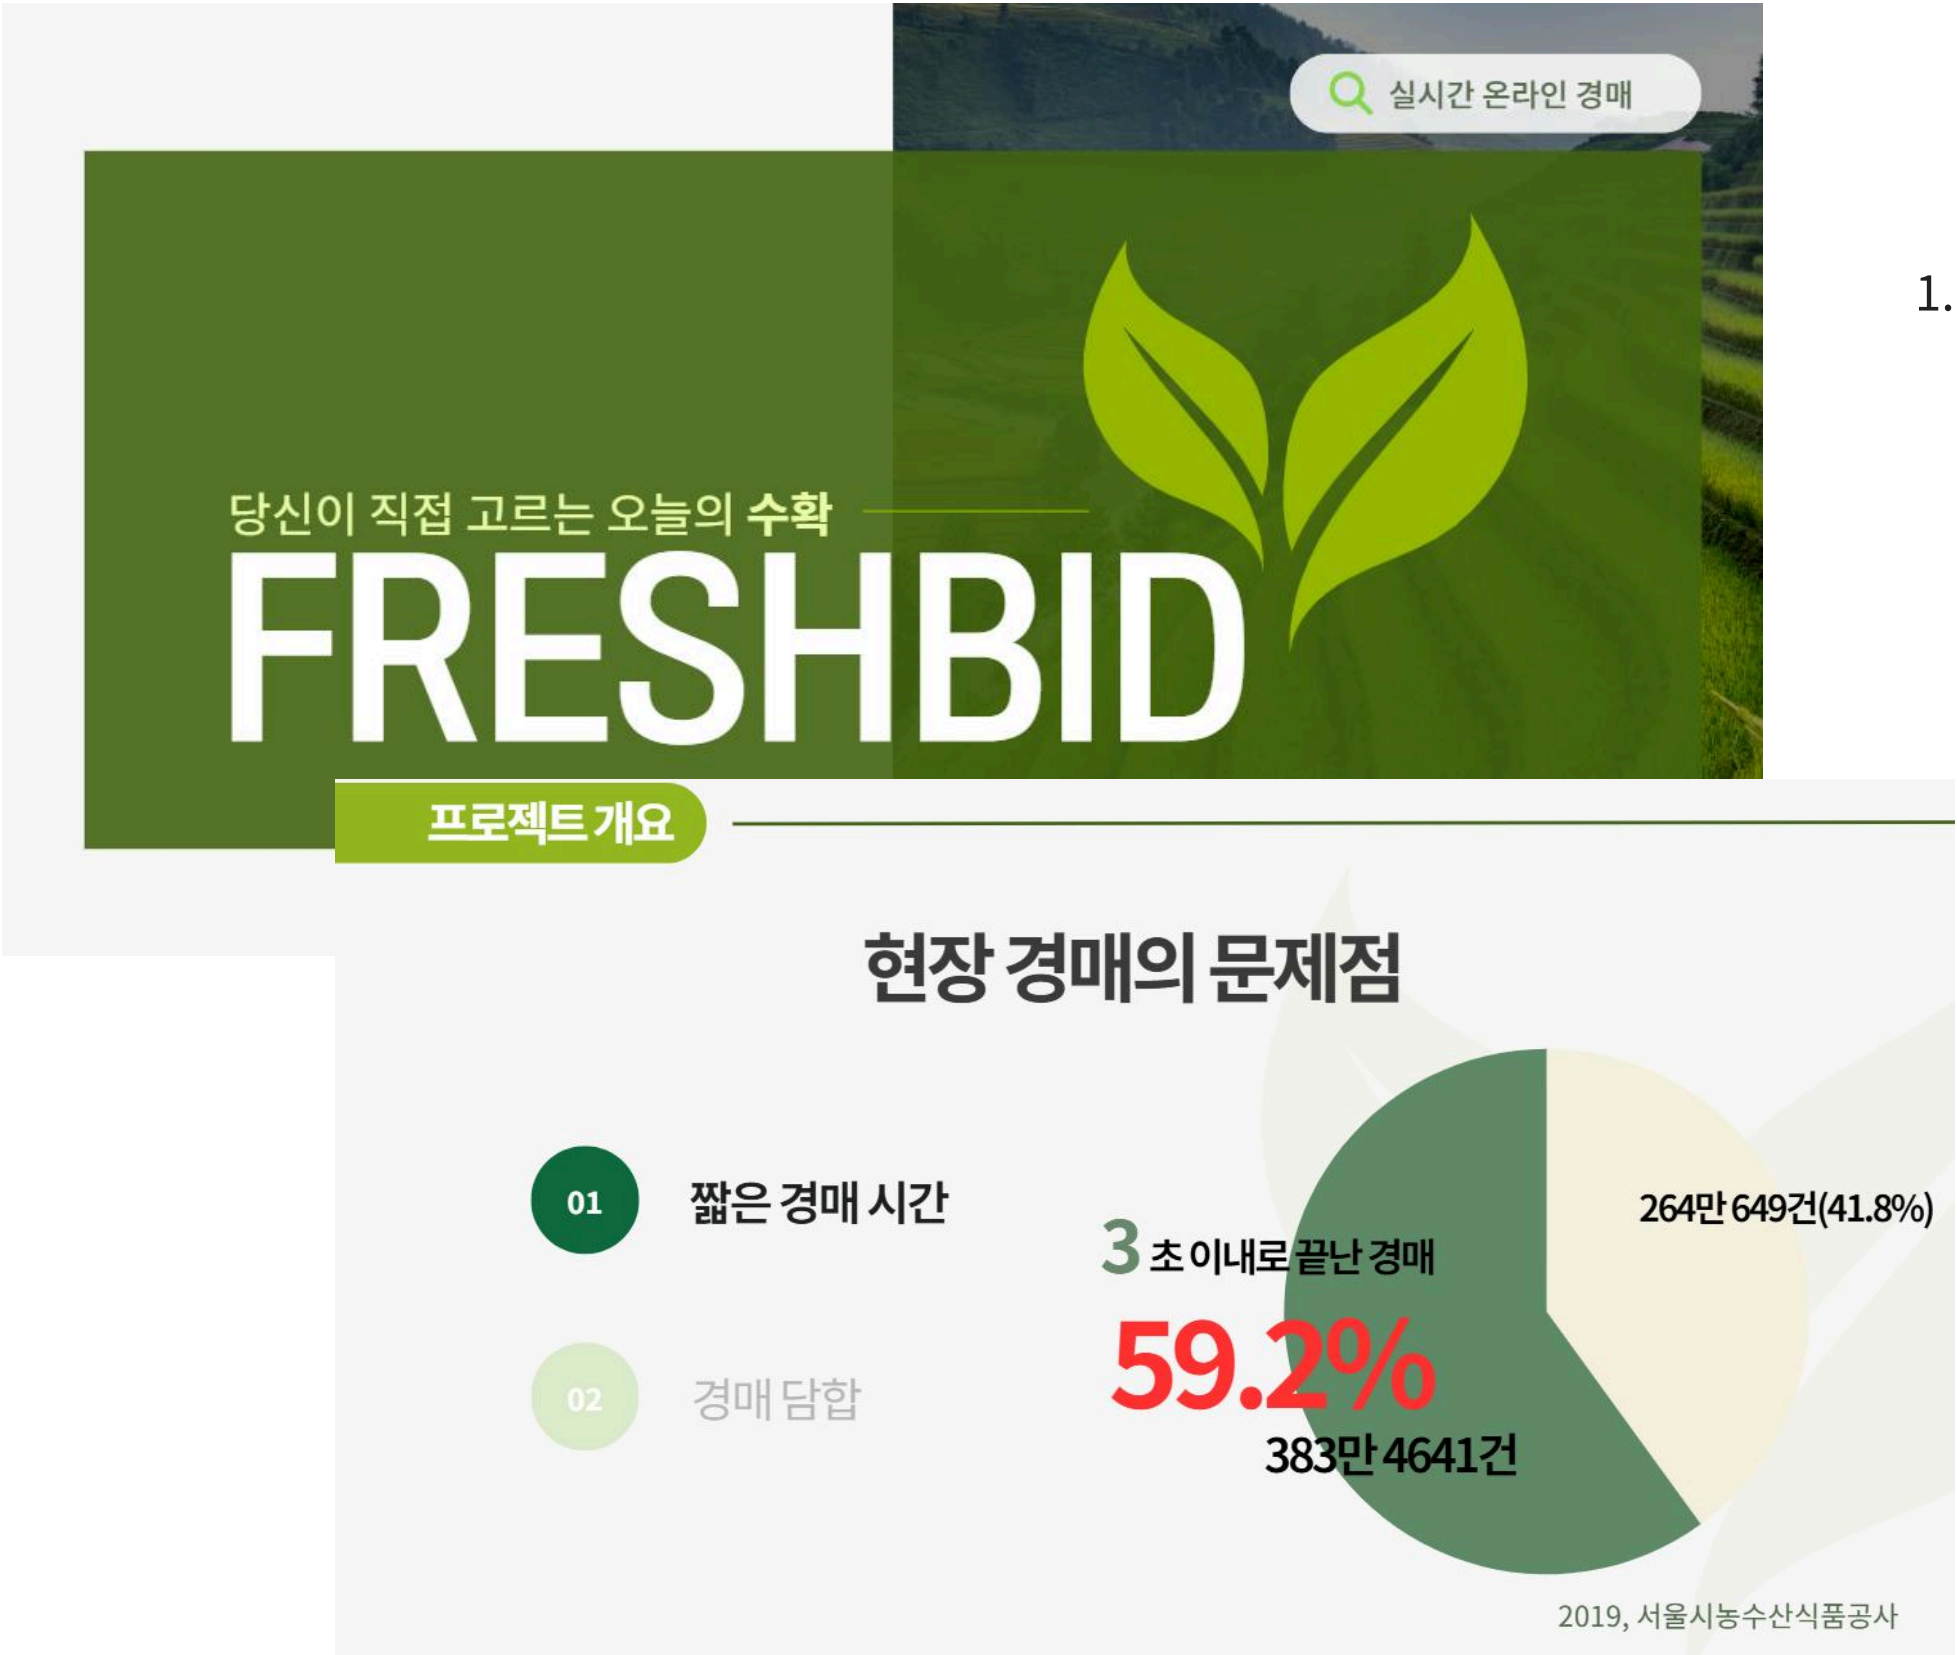 실시간 온라인 경매
1.
당신이 직접 고르는 오늘의 수확
FRESHBID
프로젝트 개요
현장 경매의 문제점
01 짧은 경매 시간
264만 649건(41.8%)
3 초 이내로 끝난 경매
59.2%
02 경매 담합
383만 4641건
2019, 서울시농수산식품공사